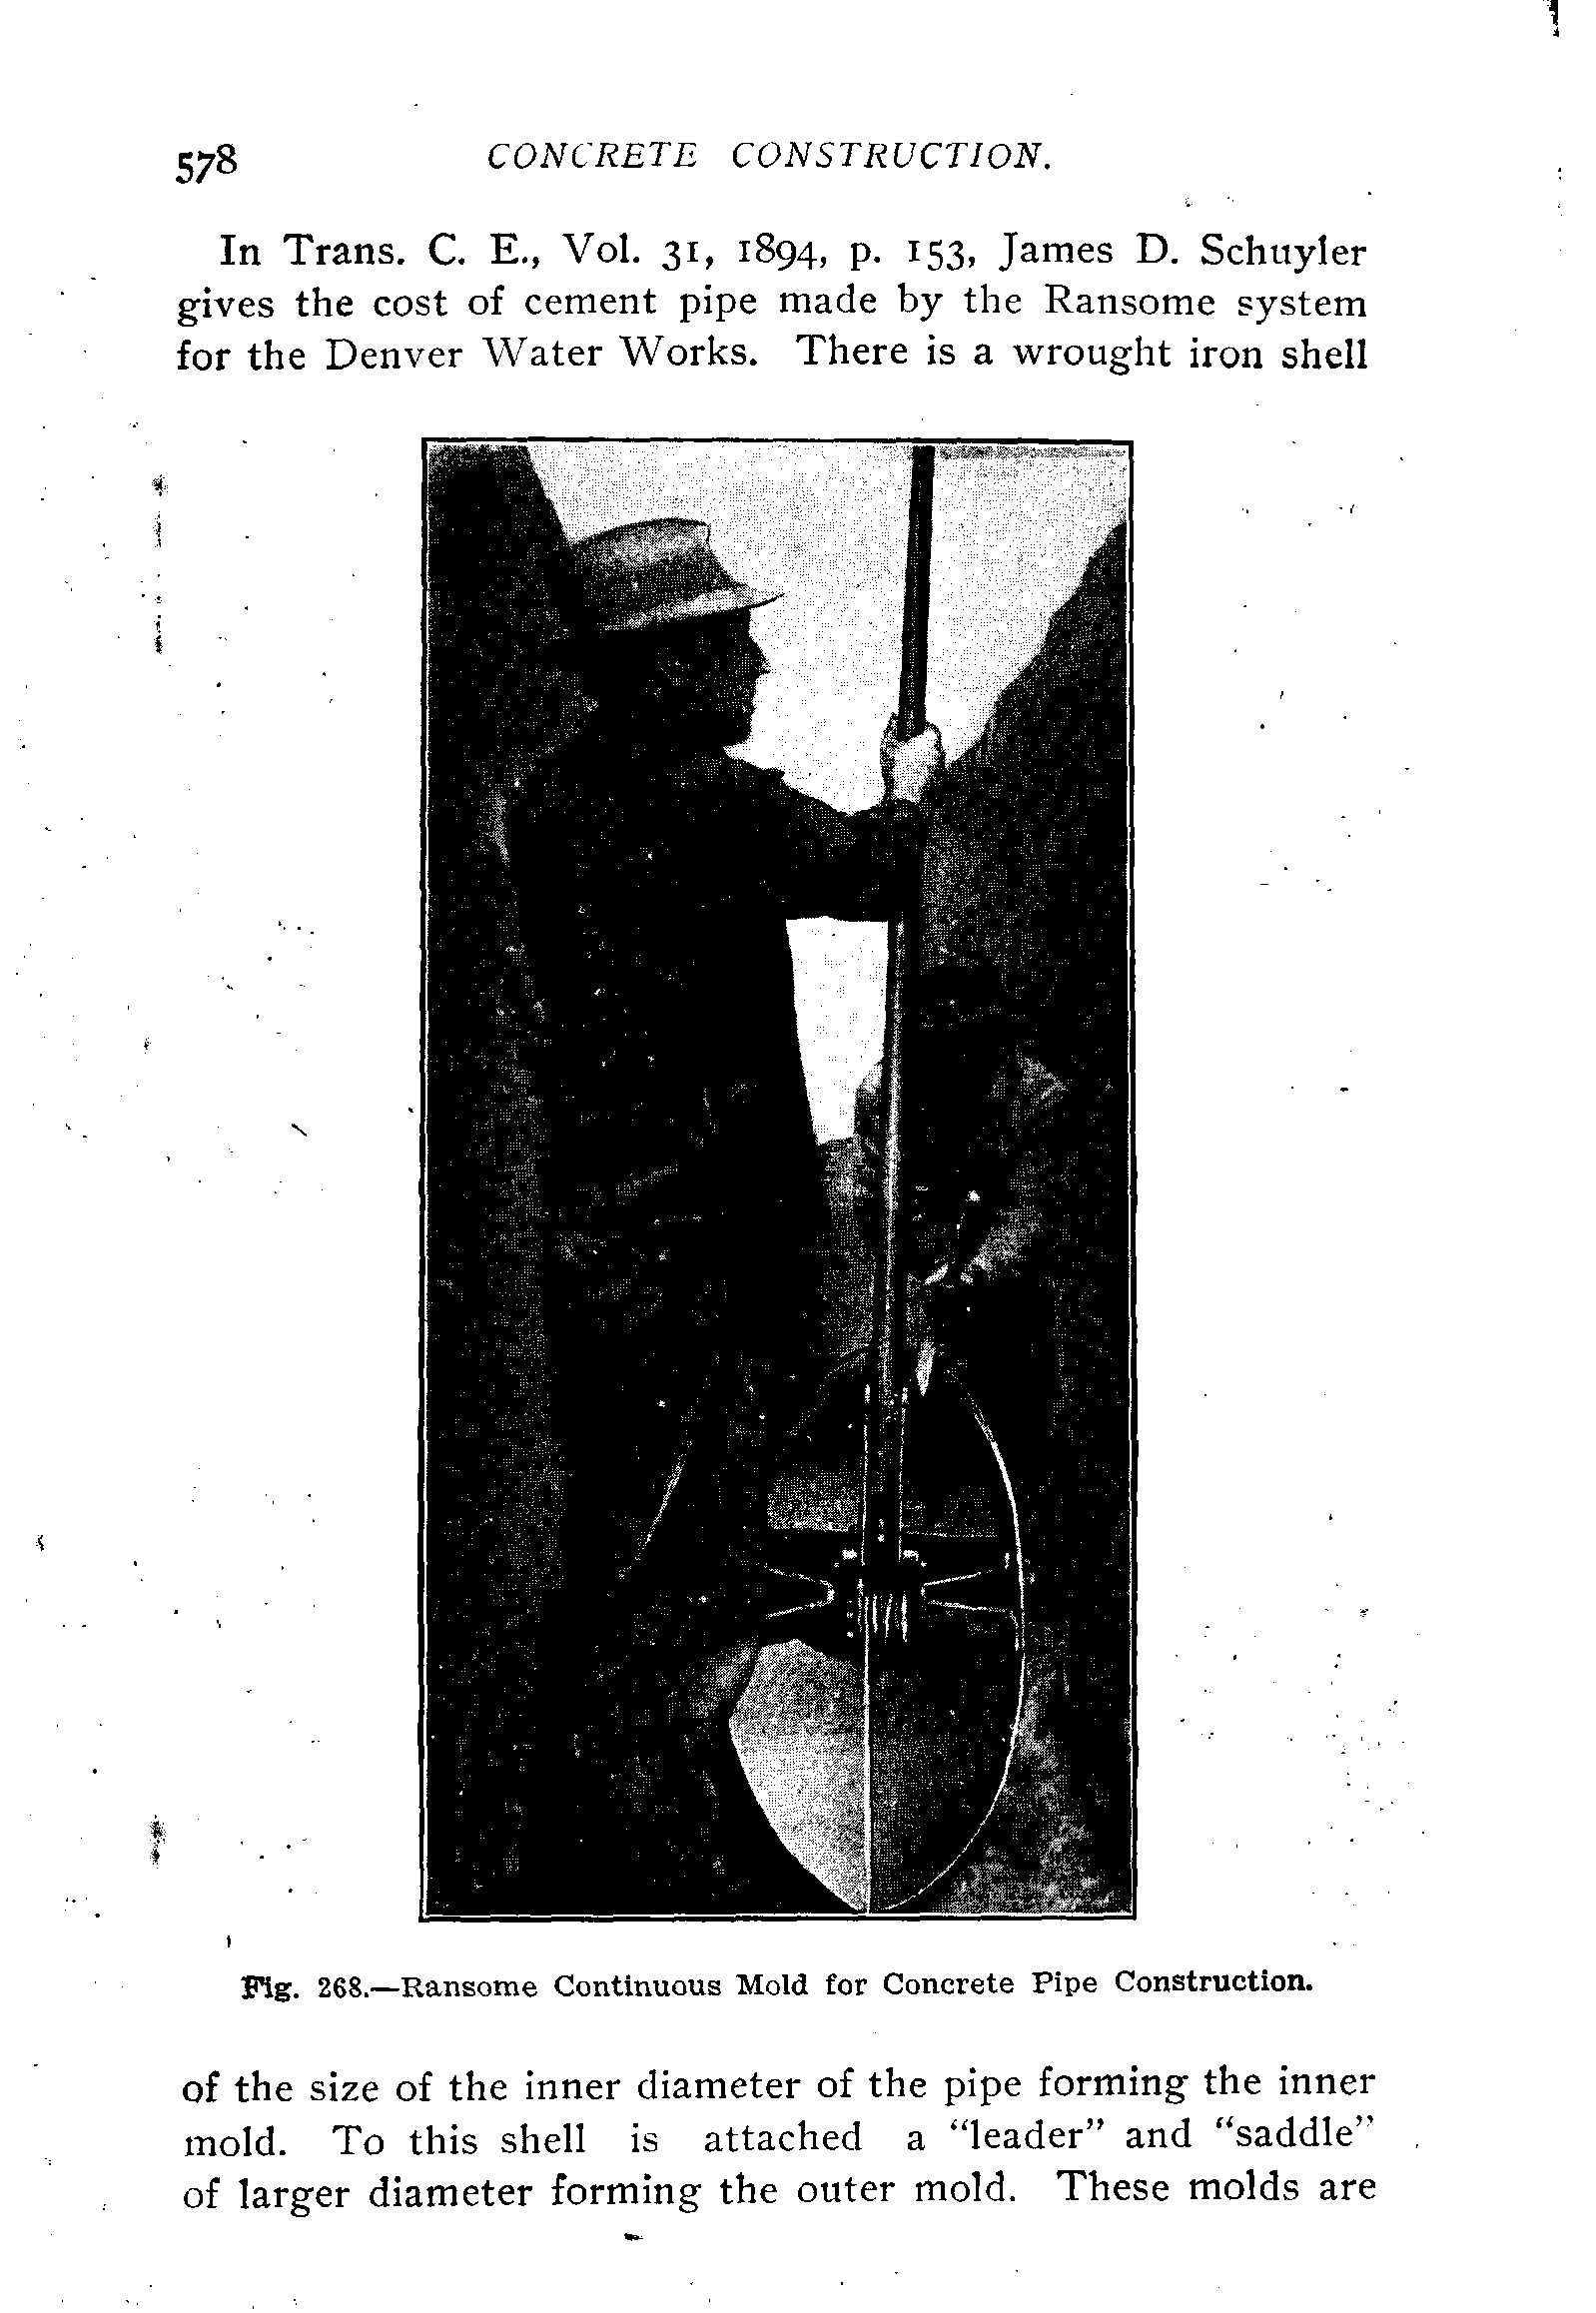 578
CONCRETE CONSTRUCTION.
In Trans. C. E., Vol. 31, 1894, p. 153, James D. Schuyler
gives the cost of cement pipe made by the Ransome system
for the Denver Water Works. There is a wrought iron shell
Fig. 268.—Ransome Continuous Mold for Concrete Pipe Construction.
of the size of the inner diameter of the pipe forming the inner
mold. To this shell is attached a “leader” and “saddle”
of larger diameter forming the outer mold. These molds are